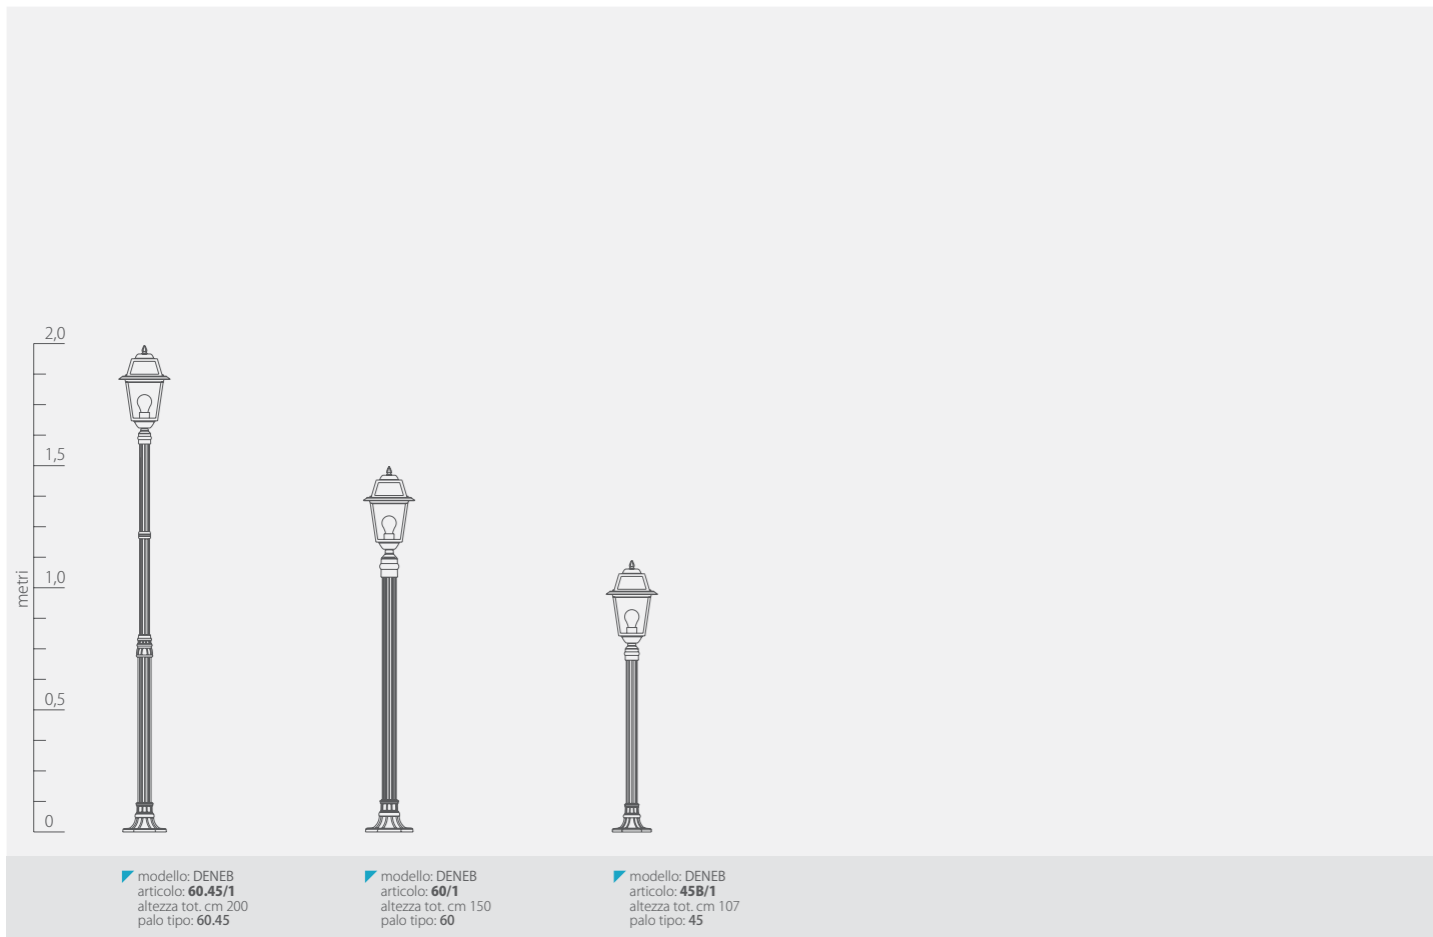 2,0
1,5
1,0
0,5
0
metri
modello: DENEB
articolo: 60.45/1
altezza tot. cm 200
palo tipo: 60.45
modello: DENEB
articolo: 60/1
altezza tot. cm 150
palo tipo: 60
modello: DENEB
articolo: 45B/1
altezza tot. cm 107
palo tipo: 45